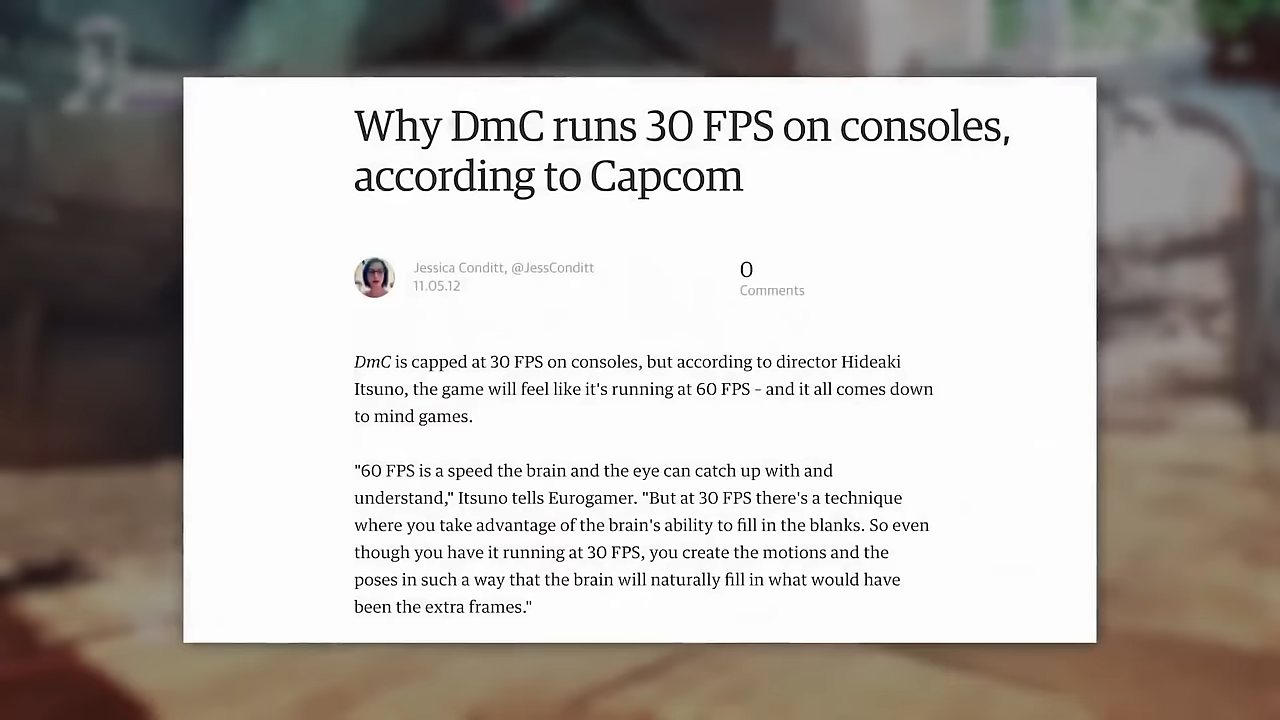 Why DmC runs 30 FPS on consoles,
according to Capcom
Jessica Conditt, @JessConditt
11.05.12
0
Comments
DmC is capped at 30 FPS on consoles, but according to director Hideaki
Itsuno, the game will feel like it's running at 60 FPS - and it all comes down
to mind games.
"60 FPS is a speed the brain and the eye can catch up with and
understand," Itsuno tells Eurogamer. "But at 30 FPS there's a technique
where you take advantage of the brain's ability to fill in the blanks. So even
though you have it running at 30 FPS, you create the motions and the
poses in such a way that the brain will naturally fill in what would have
been the extra frames."